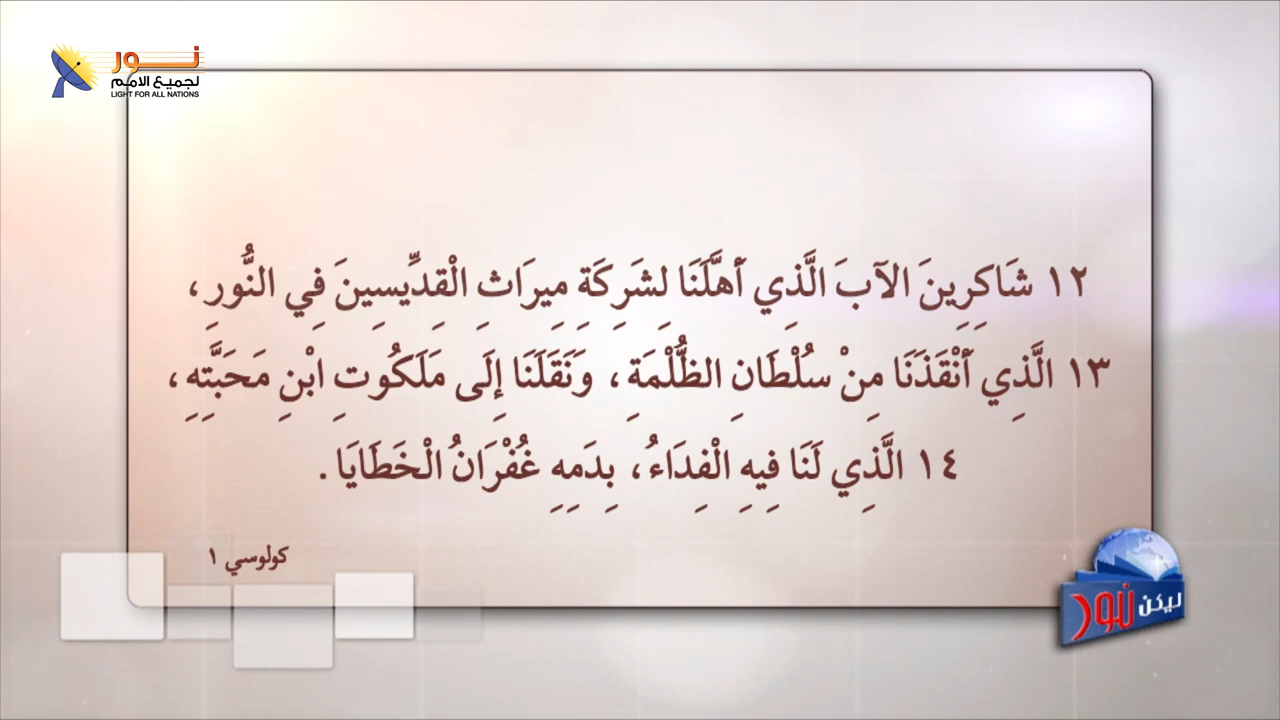 نور
لجميع الامم
LIGHT FOR ALL NATIONS
١٢ شَاكِرِينَ الآبَ الَّذِي أَهَّلَنَا لِشَرِكَةِ مِيرَاثِ الْقِدِّيسِينَ فِي النُّورِ،
١٣ الَّذِي أَنْقَذَنَا مِنْ سُلْطَانِ الظُّلْمَةِ، وَنَقَلَنَا إِلَى مَلَكُوتِ ابْنِ مَحَبَّتِهِ،
١٤ الَّذِي لَنَا فِيهِ الْفِدَاءُ، بِدَمِهِ غُفْرَانُ الْخَطَايَا.
كولوسي ١
ليكن نور